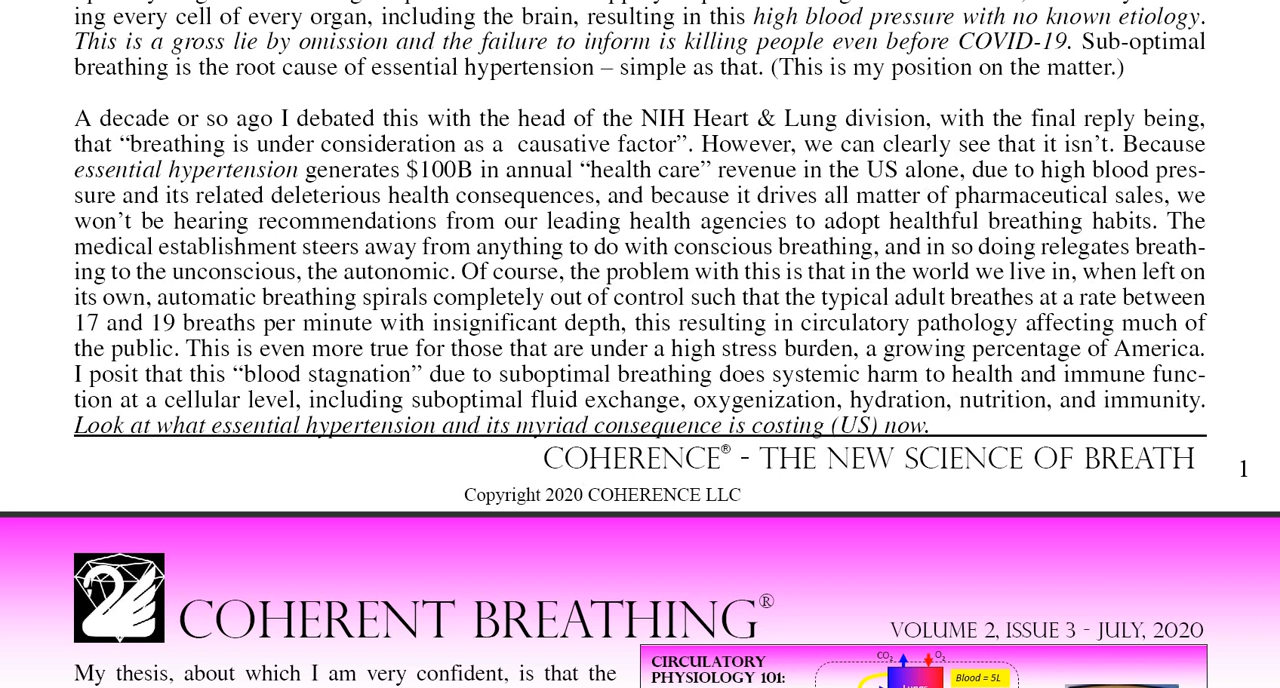 ing every cell of every organ, including the brain, resulting in this high blood pressure with no known etiology.
This is a gross lie by omission and the failure to inform is killing people even before COVID-19. Sub-optimal
breathing is the root cause of essential hypertension – simple as that. (This is my position on the matter.)
A decade or so ago I debated this with the head of the NIH Heart & Lung division, with the final reply being,
that “breathing is under consideration as a  causative factor”. However, we can clearly see that it isn’t. Because
essential hypertension generates $100B in annual “health care” revenue in the US alone, due to high blood pres-
sure and its related deleterious health consequences, and because it drives all matter of pharmaceutical sales, we
won’t be hearing recommendations from our leading health agencies to adopt healthful breathing habits. The
medical establishment steers away from anything to do with conscious breathing, and in so doing relegates breath-
ing to the unconscious, the autonomic. Of course, the problem with this is that in the world we live in, when left on
its own, automatic breathing spirals completely out of control such that the typical adult breathes at a rate between
17 and 19 breaths per minute with insignificant depth, this resulting in circulatory pathology affecting much of
the public. This is even more true for those that are under a high stress burden, a growing percentage of America.
I posit that this “blood stagnation” due to suboptimal breathing does systemic harm to health and immune func-
tion at a cellular level, including suboptimal fluid exchange, oxygenization, hydration, nutrition, and immunity.
Look at what essential hypertension and its myriad consequence is costing (US) now.
COHERENCE® - THE NEW SCIENCE OF BREATH
1
Copyright 2020 COHERENCE LLC
COHERENT BREATHING®
VOLUME 2, ISSUE 3 - JULY, 2020
My thesis, about which I am very confident, is that the
CIRCULATORY
PHYSIOLOGY 101:
CO2
O2
Blood = 5L